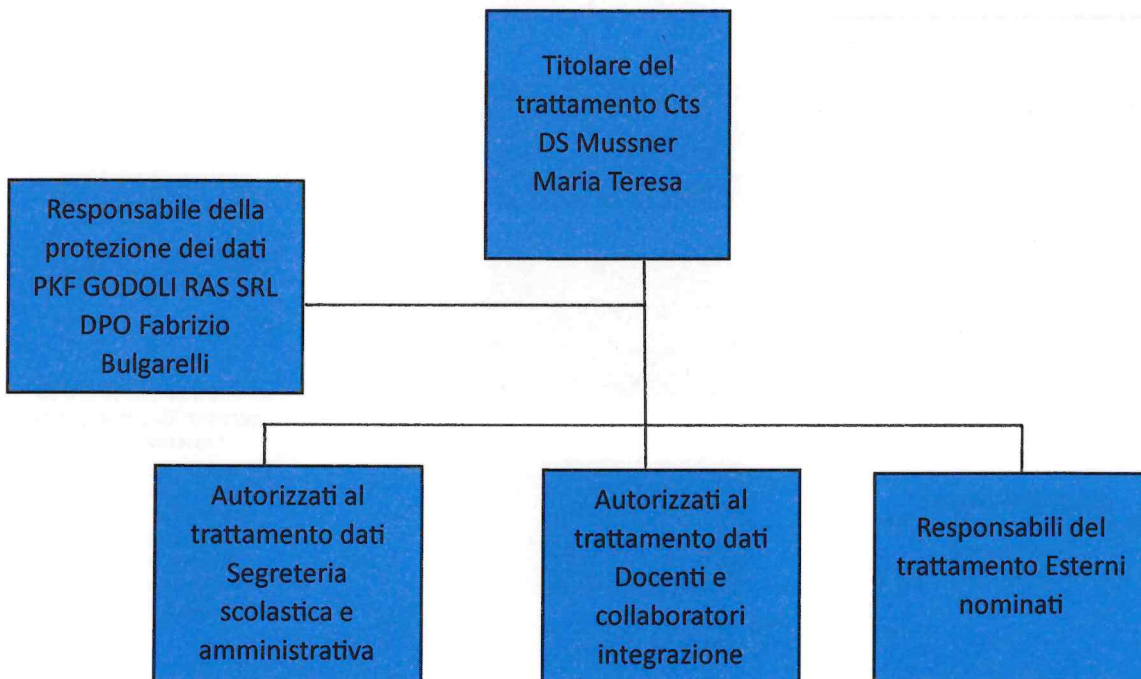 Titolare del
trattamento Cts
DS Mussner
Maria Teresa
Responsabile della
protezione dei dati
PKF GODOLI RAS SRL
DPO Fabrizio
Bulgarelli
Autorizzati al
trattamento dati
Segreteria
scolastica e
amministrativa
Autorizzati al
trattamento dati
Docenti e
collaboratori
integrazione
Responsabili del
trattamento Esterni
nominati